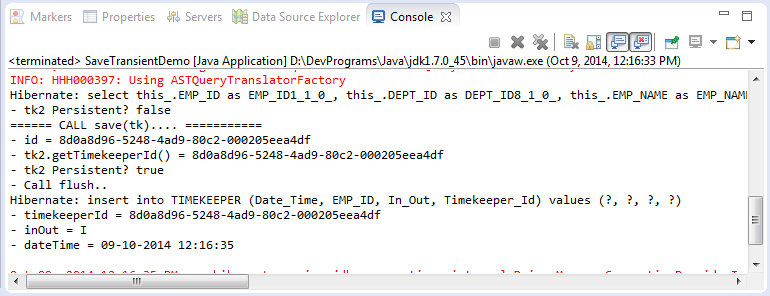 Markers Properties Servers Data Source Explorer Console
<terminated> SaveTransientDemo [Java Application] D:\DevPrograms\Java\jdk1.7.0_45\bin\javaw.exe (Oct 9, 2014, 12:16:33 PM)
INFO: HHH000397: Using ASTQueryTranslatorFactory
Hibernate: select this_.EMP_ID as EMP_ID1_1_0_, this_.DEPT_ID as DEPT_ID8_1_0_, this_.EMP_NAME as EMP_NAME
- tk2 Persistent? false
====== CALL save(tk).... ===========
- id = 8d0a8d96-5248-4ad9-80c2-000205eea4df
- tk2.getTimekeeperId() = 8d0a8d96-5248-4ad9-80c2-000205eea4df
- tk2 Persistent? true
- Call flush..
Hibernate: insert into TIMEKEEPER (Date_Time, EMP_ID, In_Out, Timekeeper_Id) values (?, ?, ?, ?)
- timekeeperId = 8d0a8d96-5248-4ad9-80c2-000205eea4df
- inOut = I
- dateTime = 09-10-2014 12:16:35